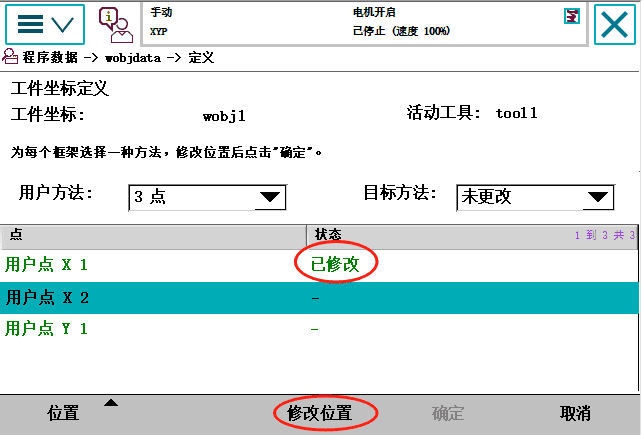 手动 电机开启
XYP 已停止 (速度 100%)
程序数据 -> wobjdata -> 定义
工件坐标定义
工件坐标: wobj1 活动工具: tool1
为每个框架选择一种方法，修改位置后点击"确定"。
用户方法: 3 点 目标方法: 未更改
点 状态 1 到 3 共 3
用户点 X 1 已修改
用户点 X 2 –
用户点 Y 1 –
位置 修改位置 确定 取消